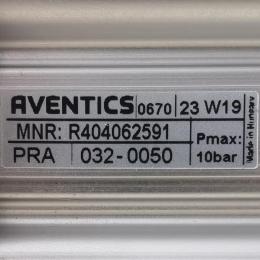 AVENTICS 0670 23 W19
MNR: R404062591
Pmax:
PRA 032-0050 10bar
Made in Hungary